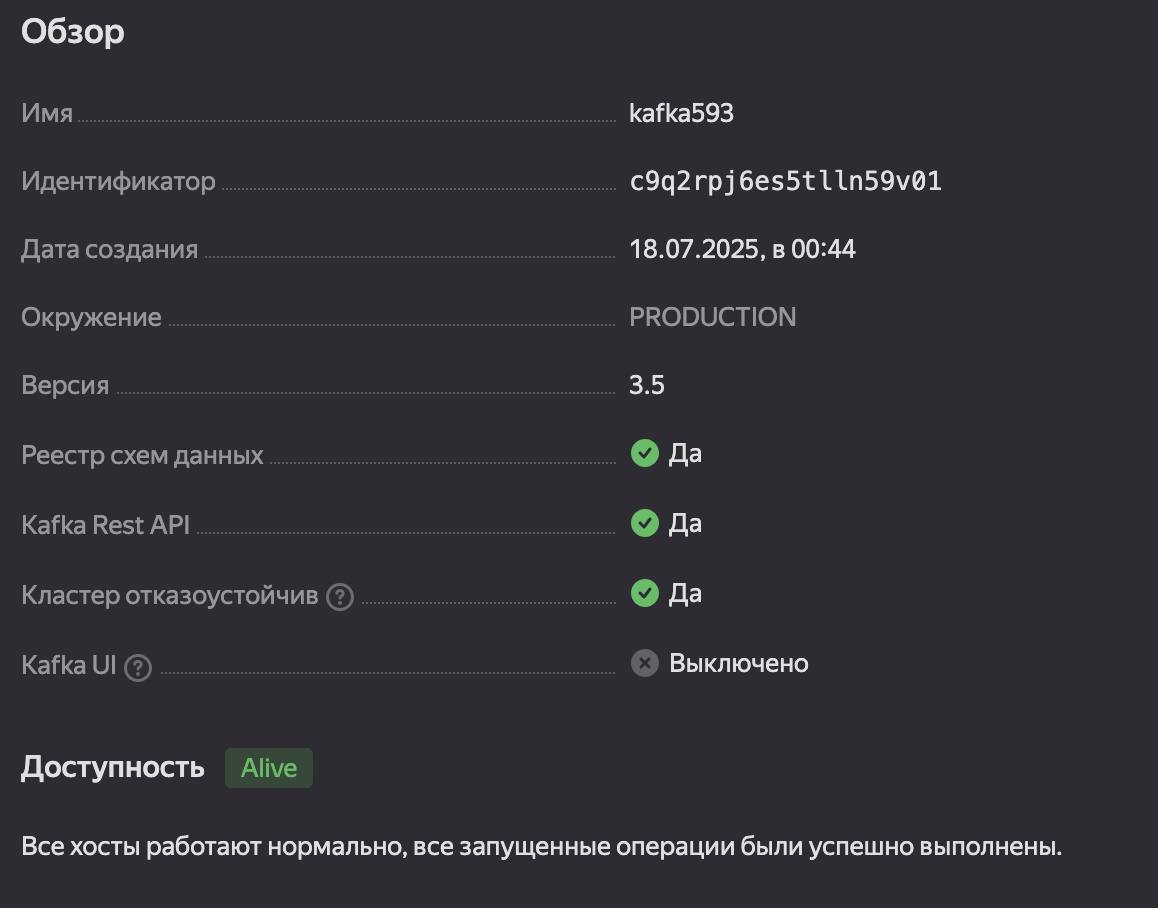 Обзор
Имя kafka593
Идентификатор c9q2rpj6es5tlln59v01
Дата создания 18.07.2025, в 00:44
Окружение PRODUCTION
Версия 3.5
Реестр схем данных Да
Kafka Rest API Да
Кластер отказоустойчив ? Да
Kafka UI ? Выключено
Доступность Alive
Все хосты работают нормально, все запущенные операции были успешно выполнены.